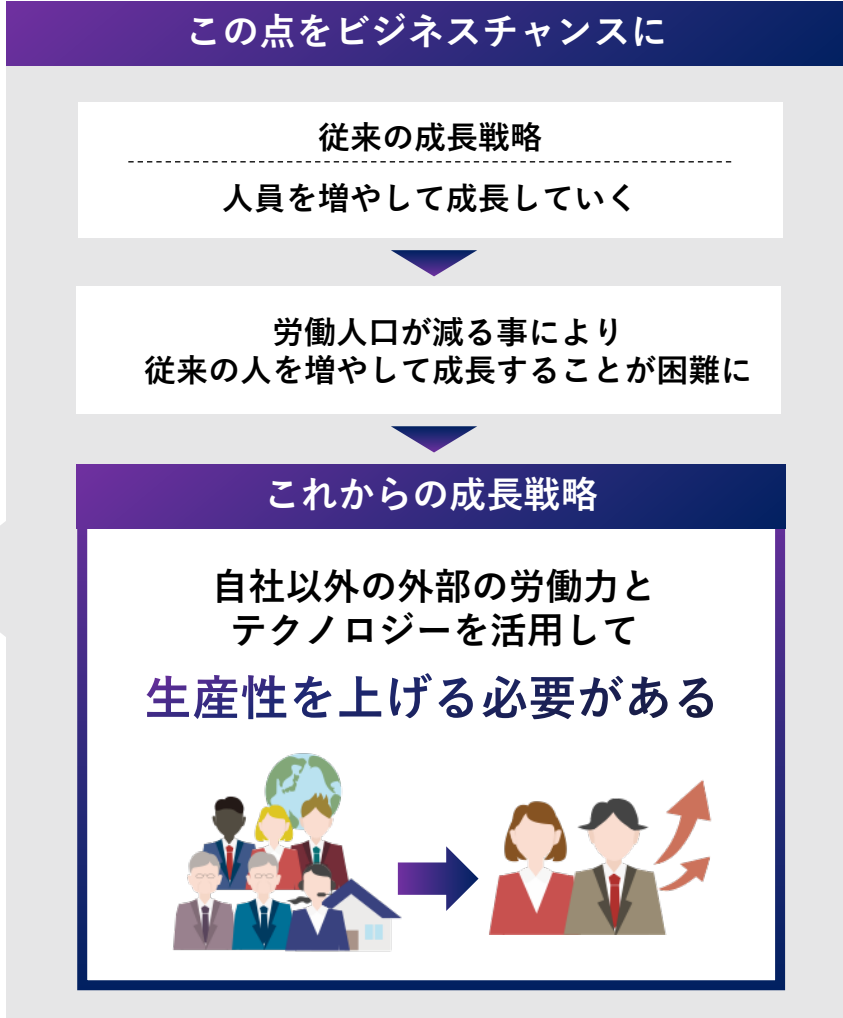 この点をビジネスチャンスに
従来の成長戦略
人員を増やして成長していく
労働人口が減る事により
従来の人を増やして成長することが困難に
これからの成長戦略
自社以外の外部の労働力と
テクノロジーを活用して
生産性を上げる必要がある